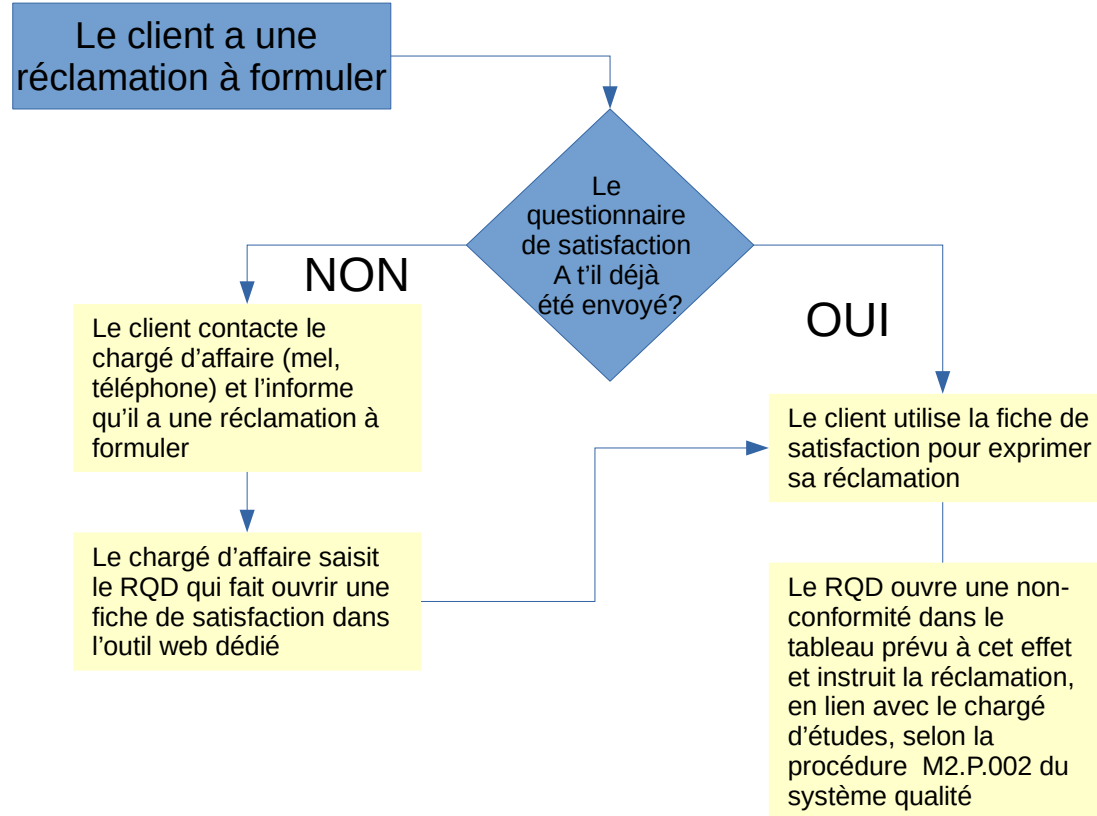 Le client a une
réclamation à formuler
Le
questionnaire
de satisfaction
A t'il déjà
été envoyé?
NON
OUI
Le client contacte le
chargé d'affaire (mel,
téléphone) et l'informe
qu'il a une réclamation à
formuler
Le client utilise la fiche de
satisfaction pour exprimer
sa réclamation
Le chargé d'affaire saisit
le RQD qui fait ouvrir une
fiche de satisfaction dans
l'outil web dédié
Le RQD ouvre une non-
conformité dans le
tableau prévu à cet effet
et instruit la réclamation,
en lien avec le chargé
d'études, selon la
procédure  M2.P.002 du
système qualité